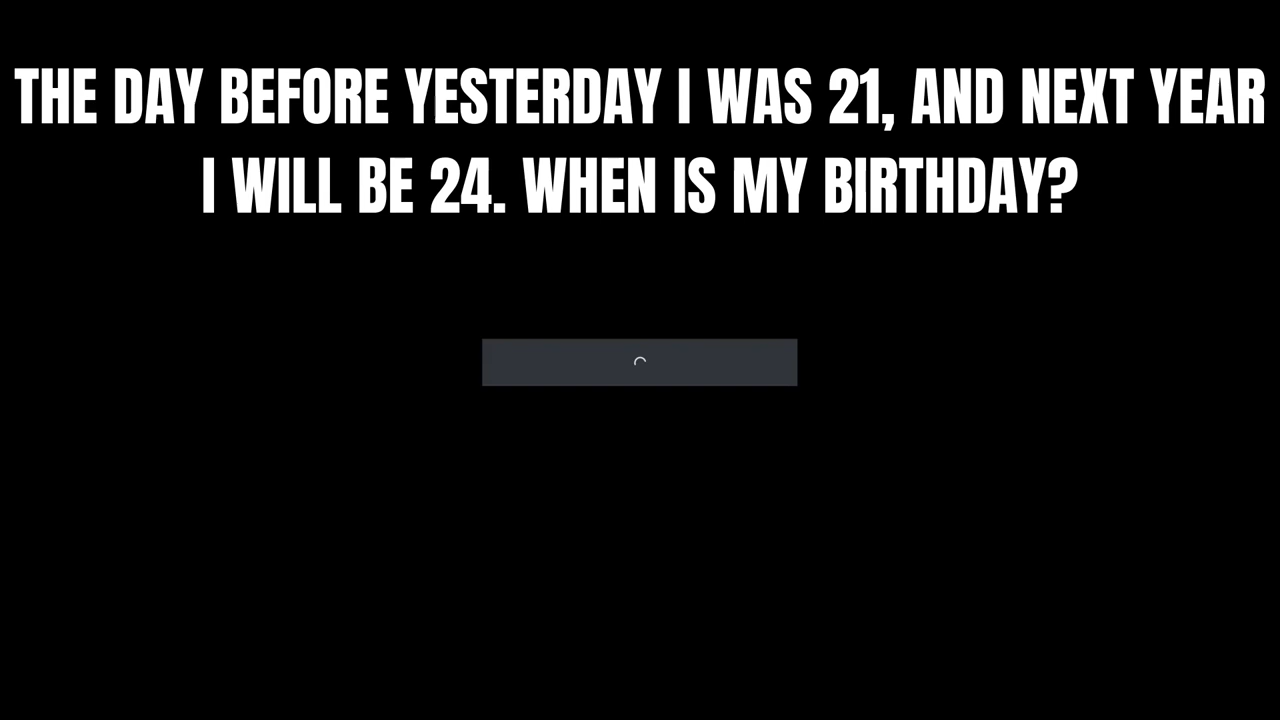 THE DAY BEFORE YESTERDAY I WAS 21, AND NEXT YEAR
I WILL BE 24. WHEN IS MY BIRTHDAY?